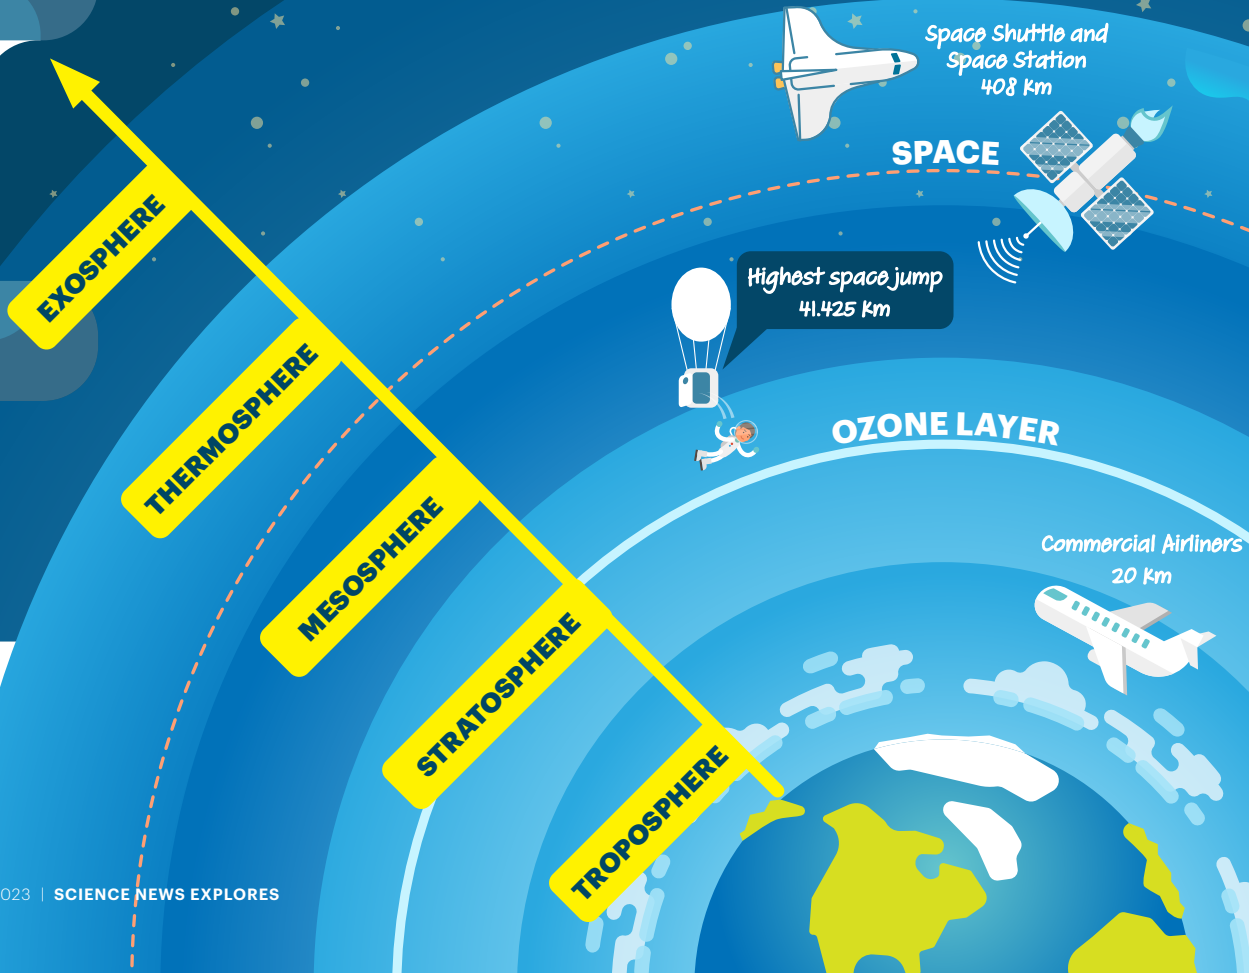 Space Shuttle and
Space Station
408 Km
SPACE
Highest space jump
41.425 Km
OZONE LAYER
Commercial Airliners
20 Km
EXOSPHERE
THERMOSPHERE
MESOSPHERE
STRATOSPHERE
TROPOSPHERE
023 | SCIENCE NEWS EXPLORES